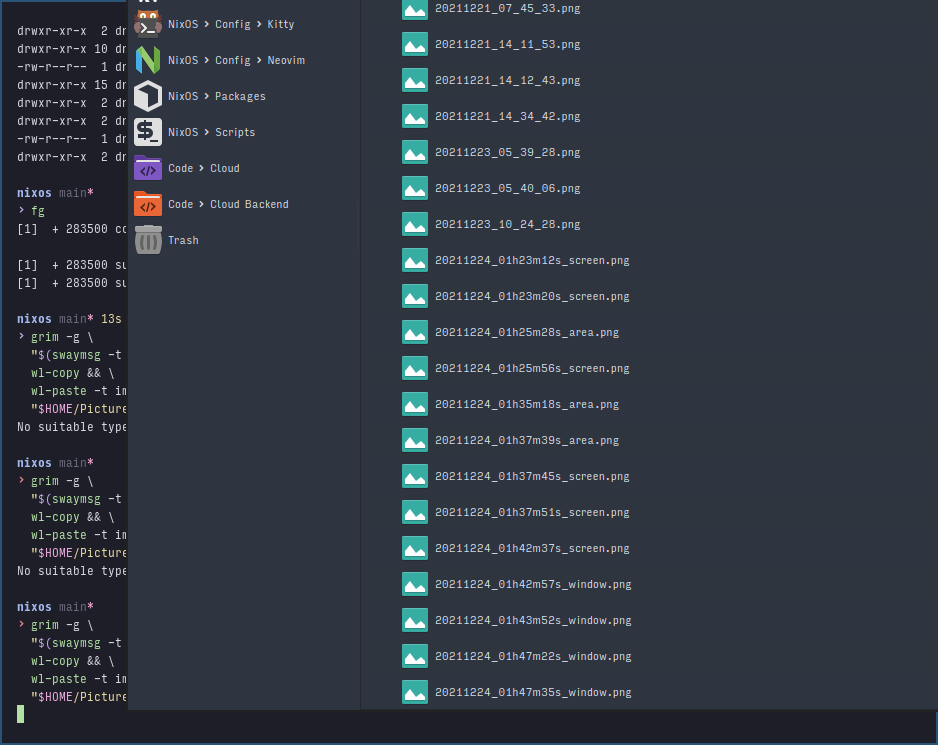 drwxr-xr-x  2 dr
drwxr-xr-x 10 dr
-rw-r--r--  1 dr
drwxr-xr-x 15 dr
drwxr-xr-x  2 dr
drwxr-xr-x  2 dr
-rw-r--r--  1 dr
drwxr-xr-x  2 dr
nixos main*
› fg
[1]  + 283500 co
[1]  + 283500 su
[1]  + 283500 su
nixos main* 13s
› grim -g \
"$(swaymsg -t
wl-copy && \
wl-paste -t im
"$HOME/Picture
No suitable type
nixos main*
› grim -g \
"$(swaymsg -t
wl-copy && \
wl-paste -t im
"$HOME/Picture
No suitable type
nixos main*
› grim -g \
"$(swaymsg -t
wl-copy && \
wl-paste -t im
"$HOME/Picture
NixOS › Config › Kitty
NixOS › Config › Neovim
NixOS › Packages
NixOS › Scripts
Code › Cloud
Code › Cloud Backend
Trash
20211221_07_45_33.png
20211221_14_11_53.png
20211221_14_12_43.png
20211221_14_34_42.png
20211223_05_39_28.png
20211223_05_40_06.png
20211223_10_24_28.png
20211224_01h23m12s_screen.png
20211224_01h23m20s_screen.png
20211224_01h25m28s_area.png
20211224_01h25m56s_screen.png
20211224_01h35m18s_area.png
20211224_01h37m39s_area.png
20211224_01h37m45s_screen.png
20211224_01h37m51s_screen.png
20211224_01h42m37s_screen.png
20211224_01h42m57s_window.png
20211224_01h43m52s_window.png
20211224_01h47m22s_window.png
20211224_01h47m35s_window.png